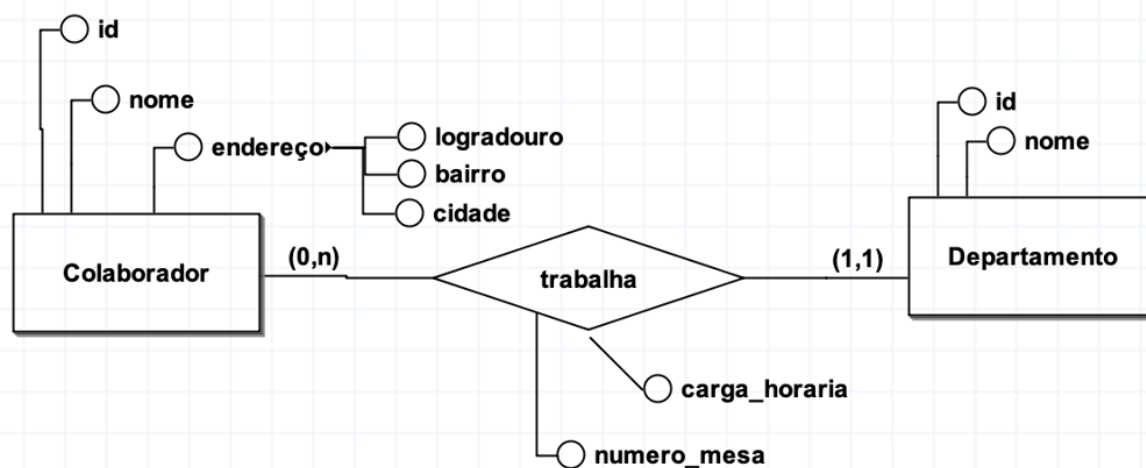 id
nome
endereço
logradouro
bairro
cidade
id
nome
Colaborador
(0,n)
trabalha
(1,1)
Departamento
carga_horaria
numero_mesa